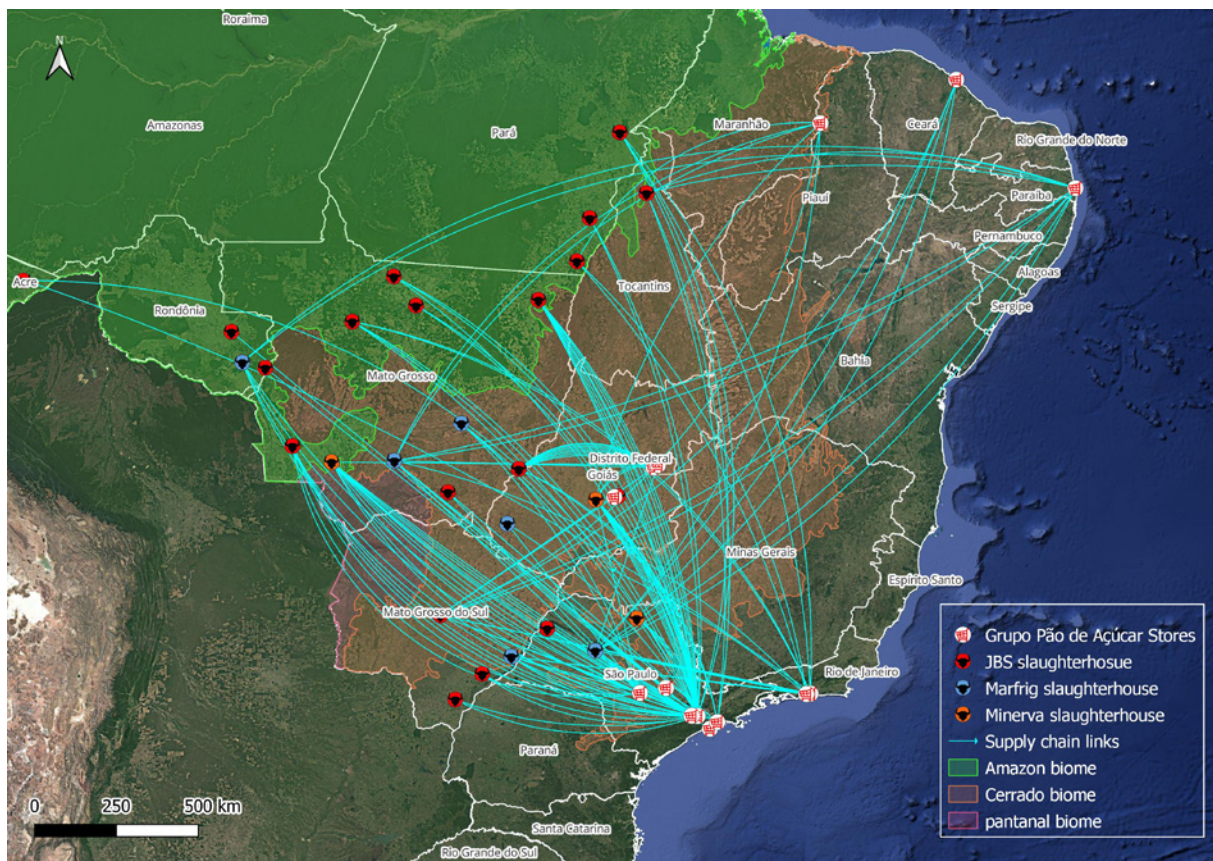 Roraima
N
Amazonas
Pará
Maranhão
Ceará
Rio Grande do Norte
Paraíba
Piauí
Pernambuco
Alagoas
Sergipe
Acre
Rondônia
Tocantins
Bahia
Mato Grosso
Distrito Federal
Goiás
Minas Gerais
Espírito Santo
Mato Grosso do Sul
São Paulo
Rio de Janeiro
Paraná
Santa Catarina
Rio Grande do Sul
0 250 500 km
Grupo Pão de Açúcar Stores
JBS slaughterhosue
Marfrig slaughterhouse
Minerva slaughterhouse
Supply chain links
Amazon biome
Cerrado biome
pantanal biome